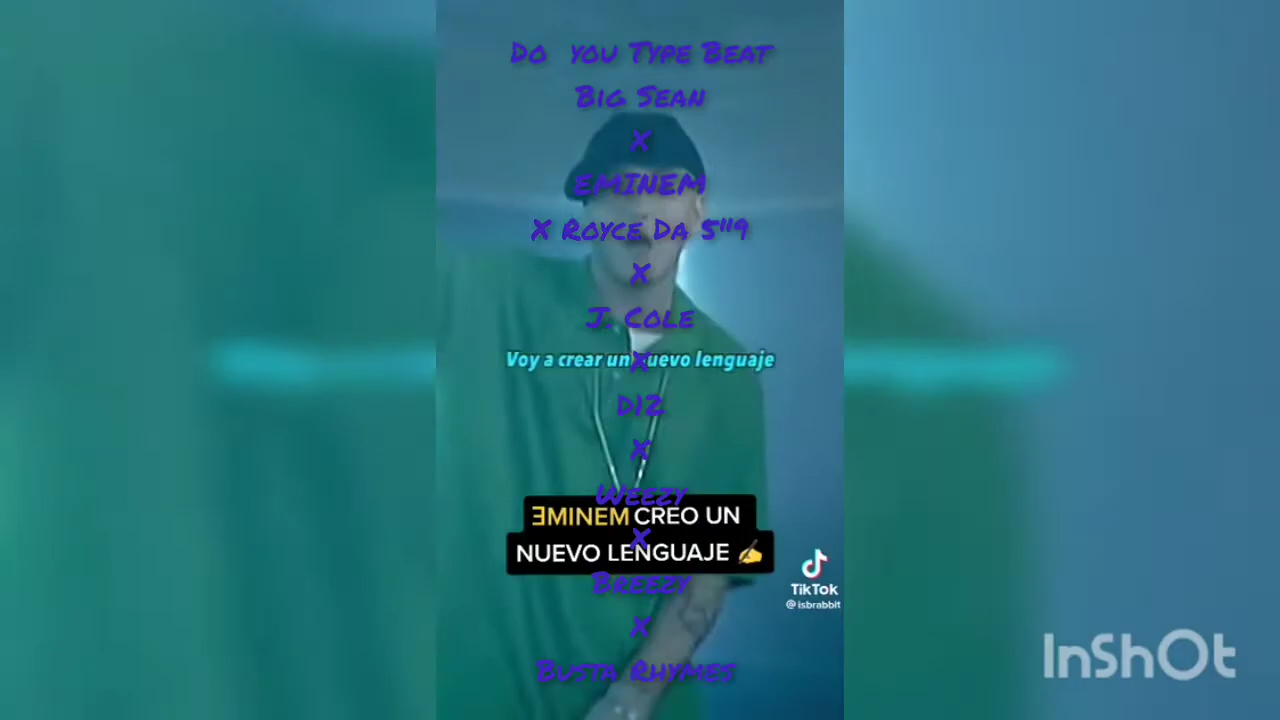 Do you Type Beat
Big Sean
X
EMINEM
X Royce Da 5"9
X
J. Cole
X
Voy a crear un nuevo lenguaje
D12
X
Weezy
ƎMINEM CREO UN
X
NUEVO LENGUAJE ✍
Breezy
X
Busta Rhymes
TikTok
@isbrabbit
InShOt